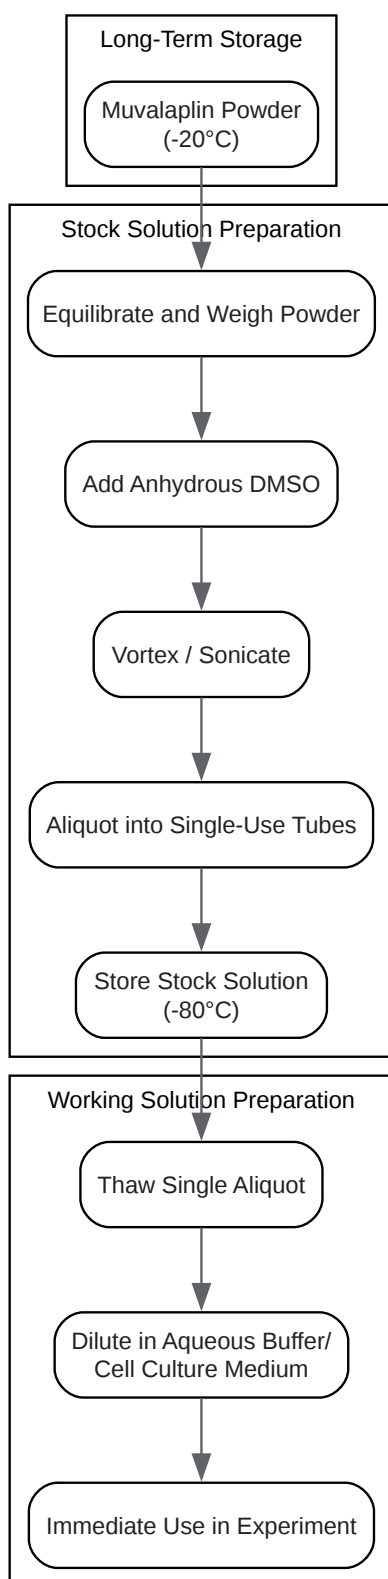 Long-Term Storage
Muvalaplin Powder
(-20°C)
Stock Solution Preparation
Equilibrate and Weigh Powder
Add Anhydrous DMSO
Vortex / Sonicate
Aliquot into Single-Use Tubes
Store Stock Solution
(-80°C)
Working Solution Preparation
Thaw Single Aliquot
Dilute in Aqueous Buffer/
Cell Culture Medium
Immediate Use in Experiment